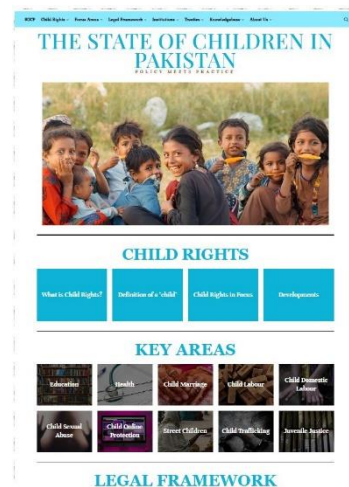 Child Rights Focus Areas Legal Framework Institutions Treaties Knowledgebase About Us
THE STATE OF CHILDREN IN
PAKISTAN
POLICY MEETS PRACTICE
CHILD RIGHTS
What is Child Rights?
Definition of a 'child'
Child Rights in Focus
Developments
KEY AREAS
Education
Health
Child Marriage
Child Labour
Child Domestic
Labour
Child Sexual
Abuse
Child Online
Protection
Street Children
Child Trafficking
Juvenile Justice
LEGAL FRAMEWORK